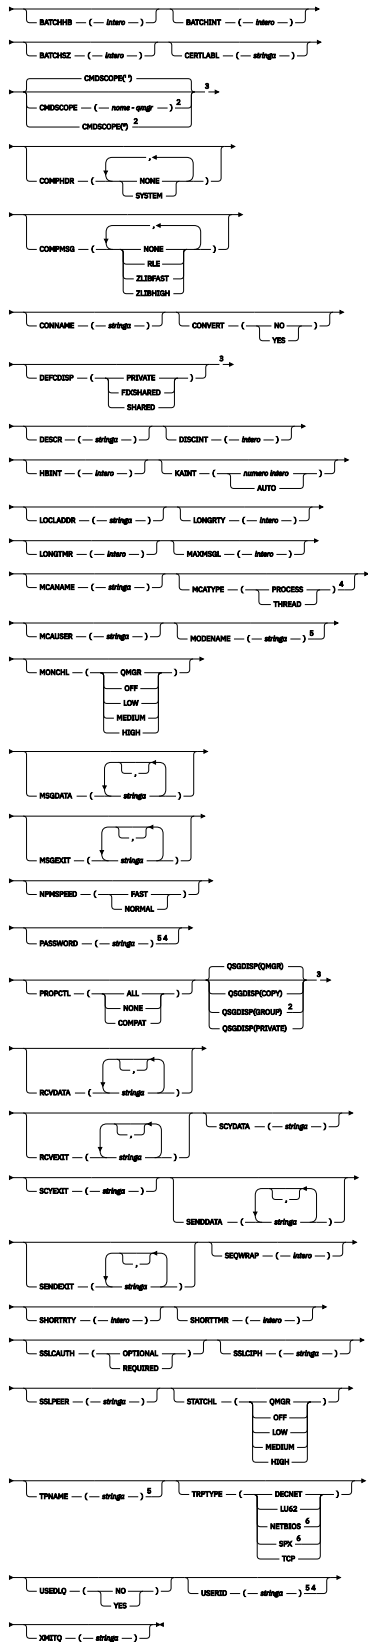 BATCHHB ( intero ) BATCHINT ( intero )
BATCHSZ ( intero ) CERTLABL ( stringa )
CMDSCOPE(' ')
3
CMDSCOPE ( nome - qmgr ) 2
CMDSCOPE(*) 2
,
COMPHDR ( NONE )
SYSTEM
,
COMPMSG ( NONE )
RLE
ZLIBFAST
ZLIBHIGH
CONNAME ( stringa ) CONVERT ( NO )
YES
DEFCDISP ( PRIVATE ) 3
FIXSHARED
SHARED
DESCR ( stringa ) DISCINT ( intero )
HBINT ( intero ) KAINT ( numero intero )
AUTO
LOCLADDR ( stringa ) LONGRTY ( intero )
LONGTMR ( intero ) MAXMSGL ( intero )
MCANAME ( stringa ) MCATYPE ( PROCESS ) 4
THREAD
MCAUSER ( stringa ) MODENAME ( stringa ) 5
MONCHL ( QMGR )
OFF
LOW
MEDIUM
HIGH
,
MSGDATA ( stringa )
,
MSGEXIT ( stringa )
NPMSPEED ( FAST )
NORMAL
PASSWORD ( stringa ) 5 4
QSGDISP(QMGR)
3
PROPCTL ( ALL ) QSGDISP(COPY)
NONE QSGDISP(GROUP) 2
COMPAT QSGDISP(PRIVATE)
,
RCVDATA ( stringa )
,
RCVEXIT ( stringa ) SCYDATA ( stringa )
SCYEXIT ( stringa ) ,
SENDDATA ( stringa )
,
SENDEXIT ( stringa ) SEQWRAP ( intero )
SHORTRTY ( intero ) SHORTTMR ( intero )
SSLCAUTH ( OPTIONAL ) SSLCIPH ( stringa )
REQUIRED
SSLPEER ( stringa ) STATCHL ( QMGR )
OFF
LOW
MEDIUM
HIGH
TPNAME ( stringa ) 5 TRPTYPE ( DECNET )
LU62
NETBIOS 6
SPX 6
TCP
USEDLQ ( NO ) USERID ( stringa ) 5 4
YES
XMITQ ( stringa )